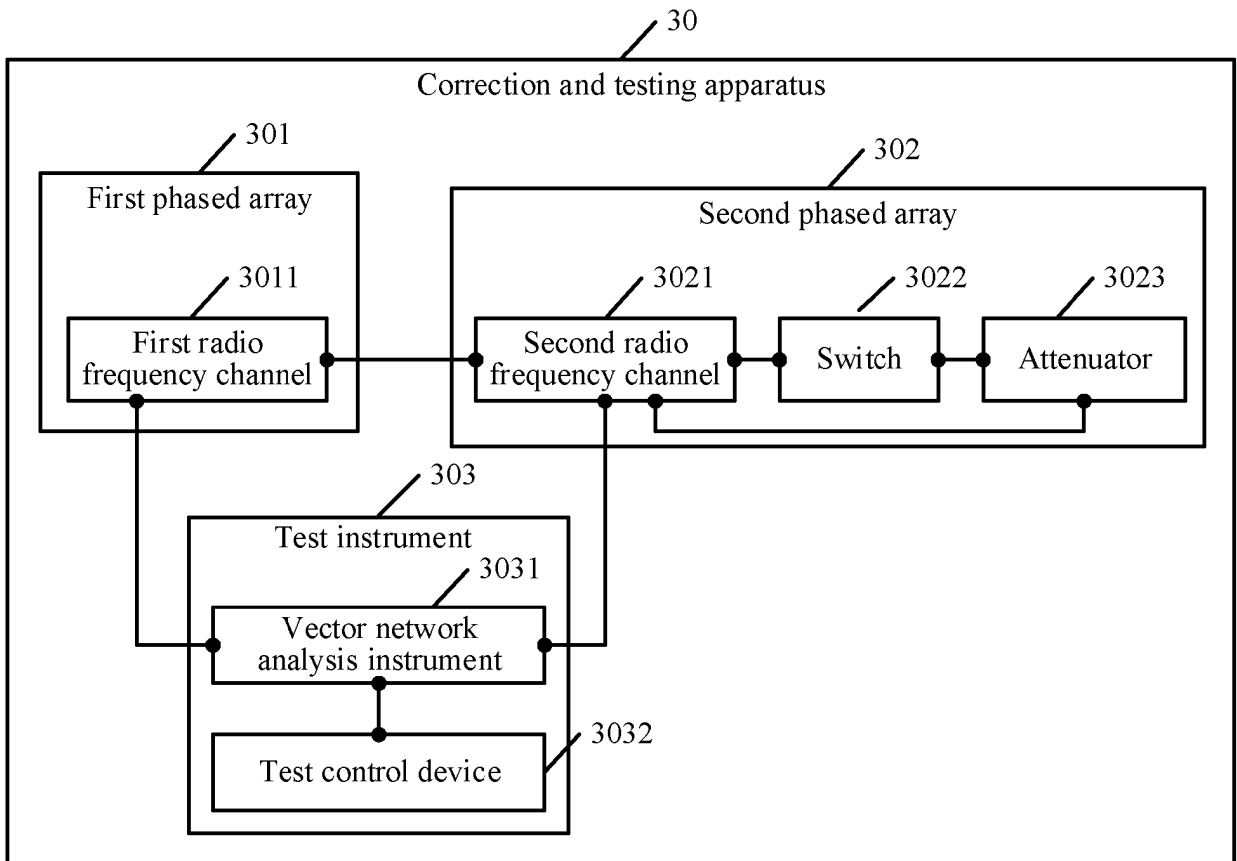 30
Correction and testing apparatus
301
First phased array
3011
First radio
frequency channel
302
Second phased array
3021
Second radio
frequency channel
3022
Switch
3023
Attenuator
303
Test instrument
3031
Vector network
analysis instrument
3032
Test control device